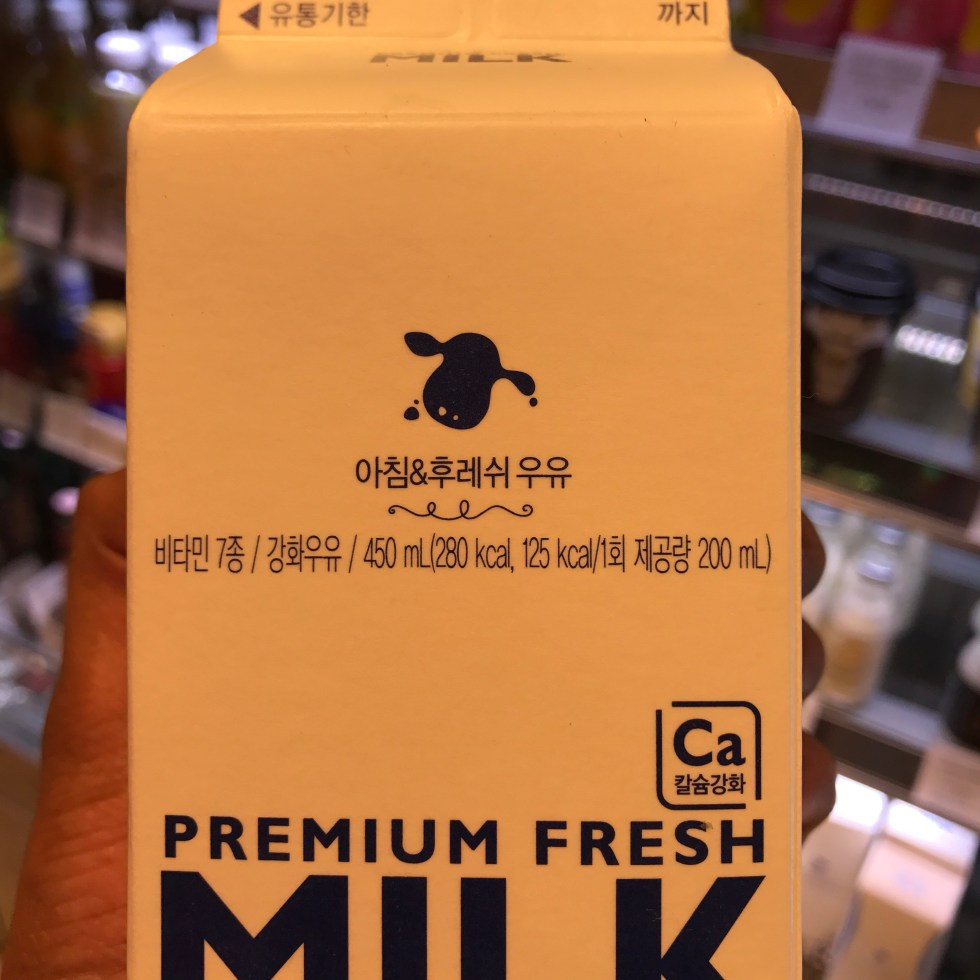 ◀유통기한 까지
MILK
아침&후레쉬 우유
비타민 7종 / 강화우유 / 450 mL(280 kcal, 125 kcal/1회 제공량 200 mL)
Ca
칼슘강화
PREMIUM FRESH
MILK